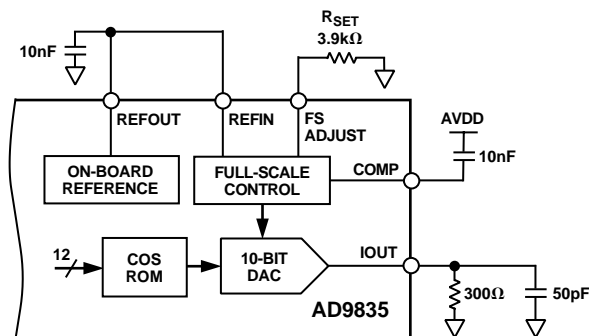 R_SET
3.9kΩ
10nF
REFOUT
REFIN
FS
ADJUST
AVDD
10nF
ON-BOARD
REFERENCE
FULL-SCALE
CONTROL
COMP
12
COS
ROM
10-BIT
DAC
IOUT
AD9835
300Ω
50pF